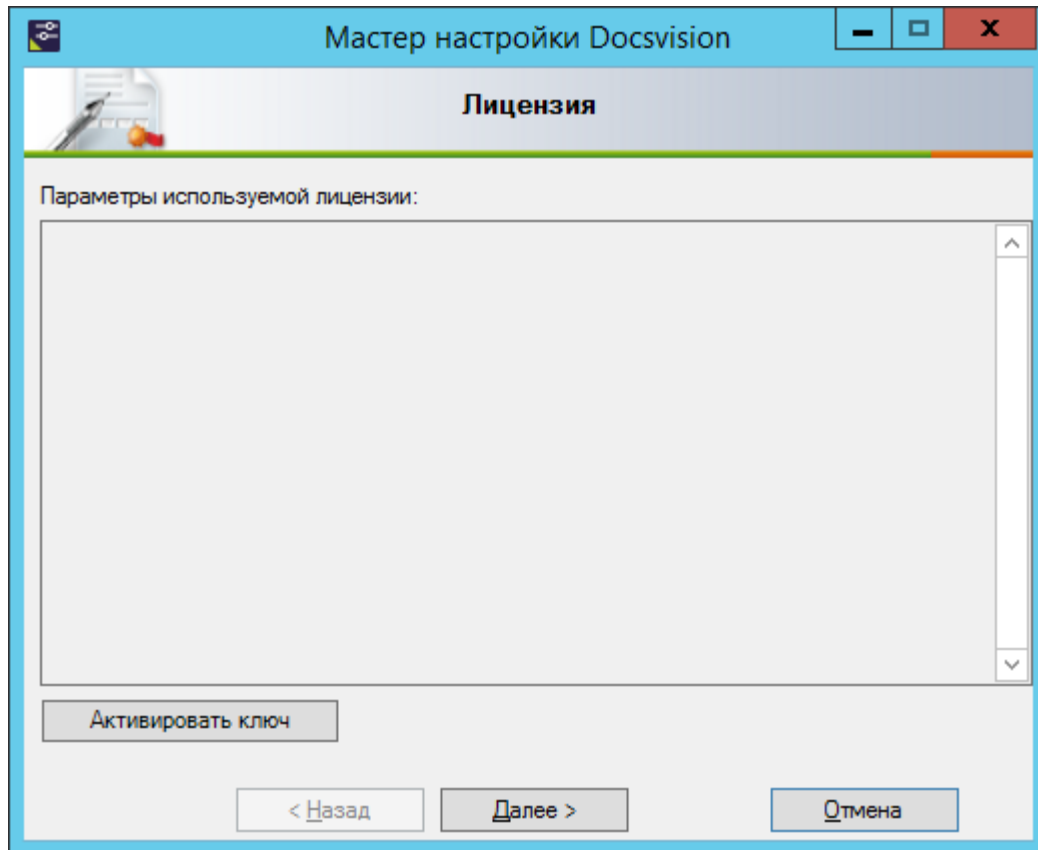 Мастер настройки Docsvision
Лицензия
Параметры используемой лицензии:
Активировать ключ
< Назад
Далее >
Отмена